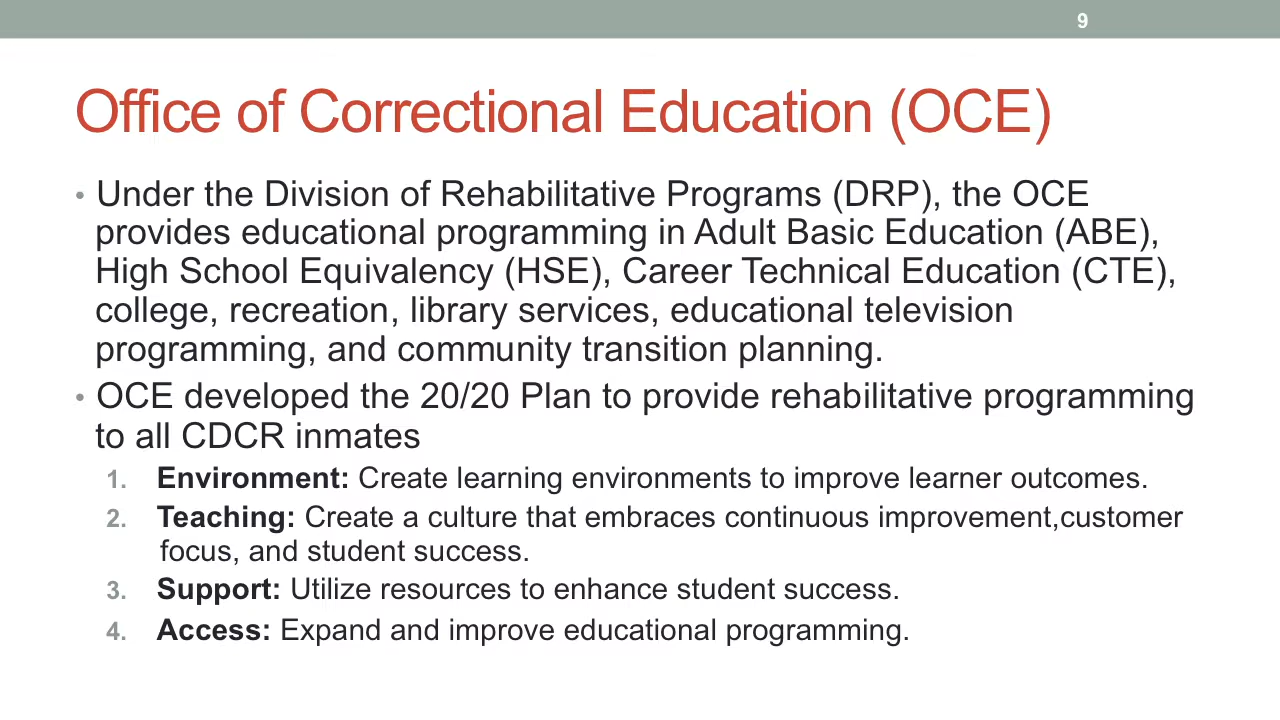 9
Office of Correctional Education (OCE)
• Under the Division of Rehabilitative Programs (DRP), the OCE
provides educational programming in Adult Basic Education (ABE),
High School Equivalency (HSE), Career Technical Education (CTE),
college, recreation, library services, educational television
programming, and community transition planning.
• OCE developed the 20/20 Plan to provide rehabilitative programming
to all CDCR inmates
1. Environment: Create learning environments to improve learner outcomes.
2. Teaching: Create a culture that embraces continuous improvement,customer
focus, and student success.
3. Support: Utilize resources to enhance student success.
4. Access: Expand and improve educational programming.